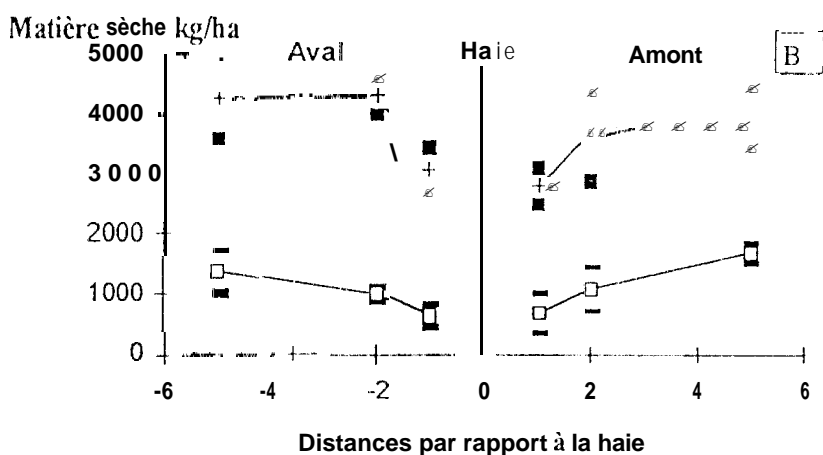 Matière sèche kg/ha
5000 Aval Haie Amont B
4000
3000
2000
1000
0
-6 -4 -2 0 2 4 6
Distances par rapport à la haie